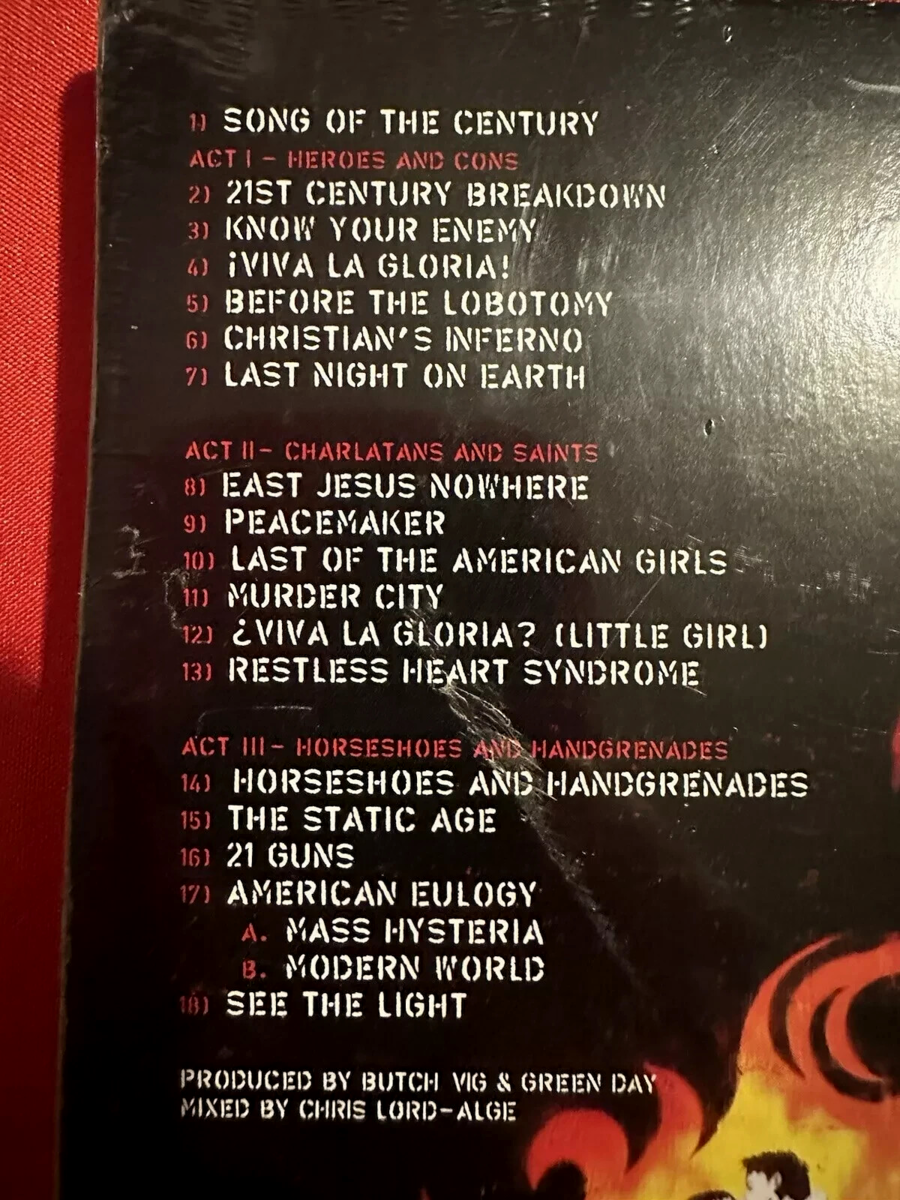 1) SONG OF THE CENTURY
ACT I - HEROES AND CONS
2) 21ST CENTURY BREAKDOWN
3) KNOW YOUR ENEMY
4) ¡VIVA LA GLORIA!
5) BEFORE THE LOBOTOMY
6) CHRISTIAN'S INFERNO
7) LAST NIGHT ON EARTH
ACT II - CHARLATANS AND SAINTS
8) EAST JESUS NOWHERE
9) PEACEMAKER
10) LAST OF THE AMERICAN GIRLS
11) MURDER CITY
12) ¿VIVA LA GLORIA? (LITTLE GIRL)
13) RESTLESS HEART SYNDROME
ACT III - HORSESHOES AND HANDGRENADES
14) HORSESHOES AND HANDGRENADES
15) THE STATIC AGE
16) 21 GUNS
17) AMERICAN EULOGY
A. MASS HYSTERIA
B. MODERN WORLD
18) SEE THE LIGHT
PRODUCED BY BUTCH VIG & GREEN DAY
MIXED BY CHRIS LORD-ALGE